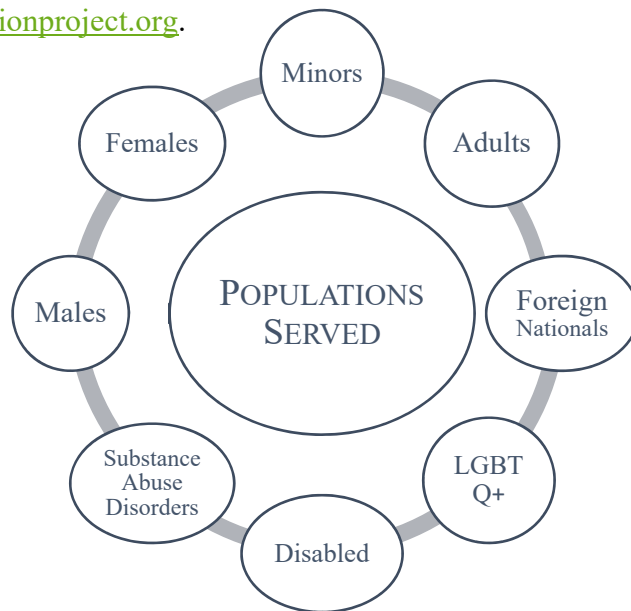 ionproject.org.
Minors
Females
Adults
POPULATIONS
SERVED
Males
Foreign
Nationals
Substance
Abuse
Disorders
LGBT
Q+
Disabled